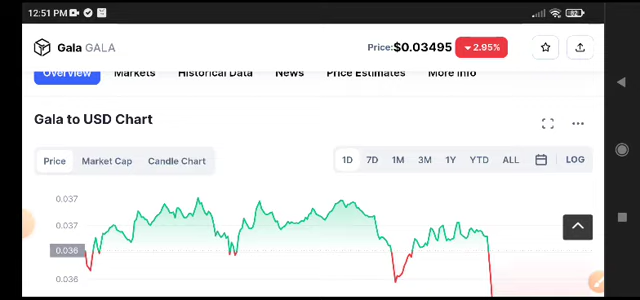 12:51 PM
82
Gala GALA
Price: $0.03495 2.95%
Overview Markets Historical Data News Price Estimates More Info
Gala to USD Chart
Price Market Cap Candle Chart
1D 7D 1M 3M 1Y YTD ALL LOG
0.037
0.037
0.036
0.036